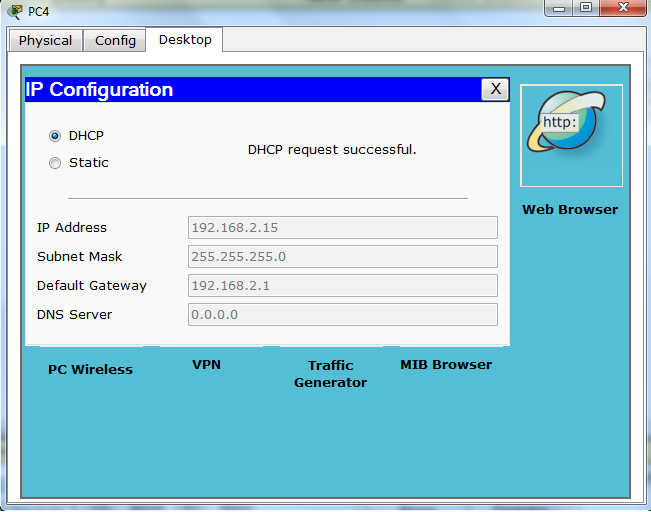 PC4
Physical Config Desktop
IP Configuration X
http:
DHCP
DHCP request successful.
Static
Web Browser
IP Address 192.168.2.15
Subnet Mask 255.255.255.0
Default Gateway 192.168.2.1
DNS Server 0.0.0.0
PC Wireless
VPN
Traffic
Generator
MIB Browser